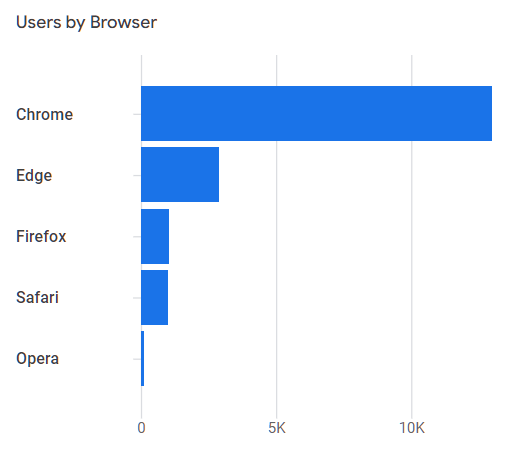 Users by Browser
Chrome
Edge
Firefox
Safari
Opera
0 5K 10K